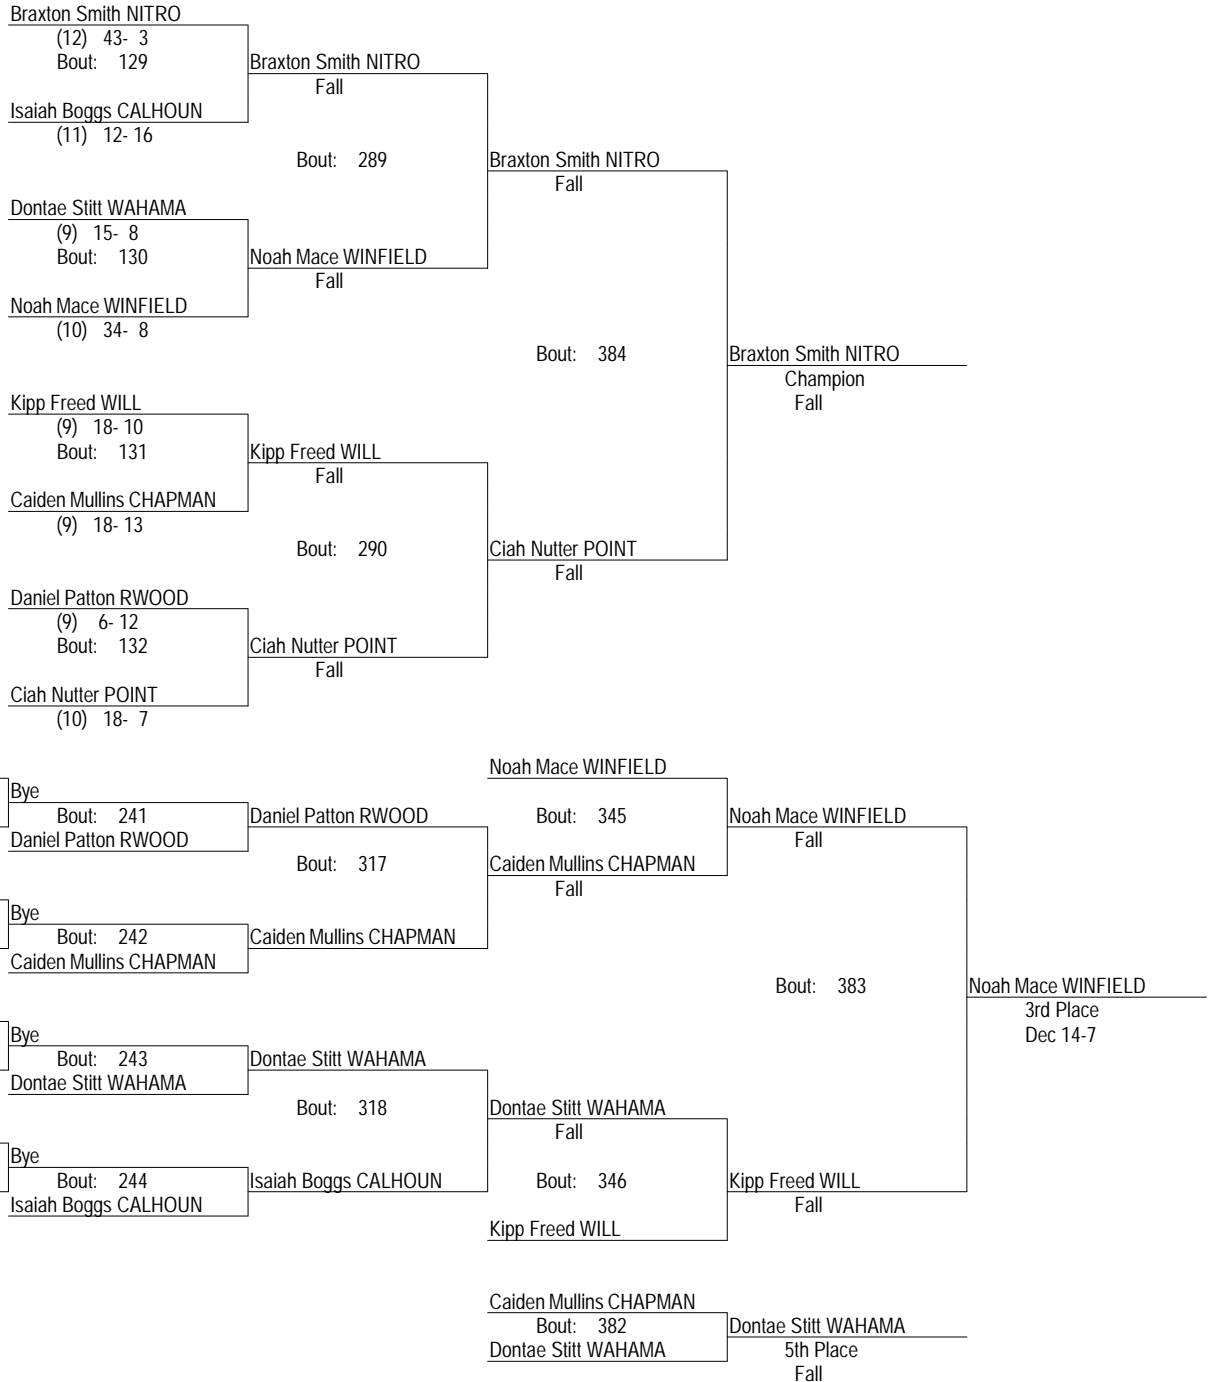 Braxton Smith NITRO
(12) 43- 3
Bout: 129
Braxton Smith NITRO
Fall
Isaiah Boggs CALHOUN
(11) 12- 16
Bout: 289
Braxton Smith NITRO
Fall
Dontae Stitt WAHAMA
(9) 15- 8
Bout: 130
Noah Mace WINFIELD
Fall
Noah Mace WINFIELD
(10) 34- 8
Bout: 384
Braxton Smith NITRO
Champion
Fall
Kipp Freed WILL
(9) 18- 10
Bout: 131
Kipp Freed WILL
Fall
Caiden Mullins CHAPMAN
(9) 18- 13
Bout: 290
Ciah Nutter POINT
Fall
Daniel Patton RWOOD
(9) 6- 12
Bout: 132
Ciah Nutter POINT
Fall
Ciah Nutter POINT
(10) 18- 7
Noah Mace WINFIELD
Bye
Bout: 241
Daniel Patton RWOOD
Bout: 345
Noah Mace WINFIELD
Daniel Patton RWOOD
Fall
Bout: 317
Caiden Mullins CHAPMAN
Fall
Bye
Bout: 242
Caiden Mullins CHAPMAN
Caiden Mullins CHAPMAN
Bout: 383
Noah Mace WINFIELD
3rd Place
Dec 14-7
Bye
Bout: 243
Dontae Stitt WAHAMA
Dontae Stitt WAHAMA
Bout: 318
Dontae Stitt WAHAMA
Fall
Bye
Bout: 244
Isaiah Boggs CALHOUN
Bout: 346
Kipp Freed WILL
Isaiah Boggs CALHOUN
Fall
Kipp Freed WILL
Caiden Mullins CHAPMAN
Bout: 382
Dontae Stitt WAHAMA
Dontae Stitt WAHAMA
5th Place
Fall